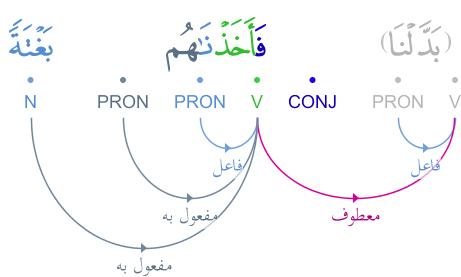 (بَدَّلْنَا) فَأَخَذْنَٰهُم بَغْتَةً
V PRON CONJ V PRON PRON N
فاعل فاعل
مفعول به معطوف
مفعول به